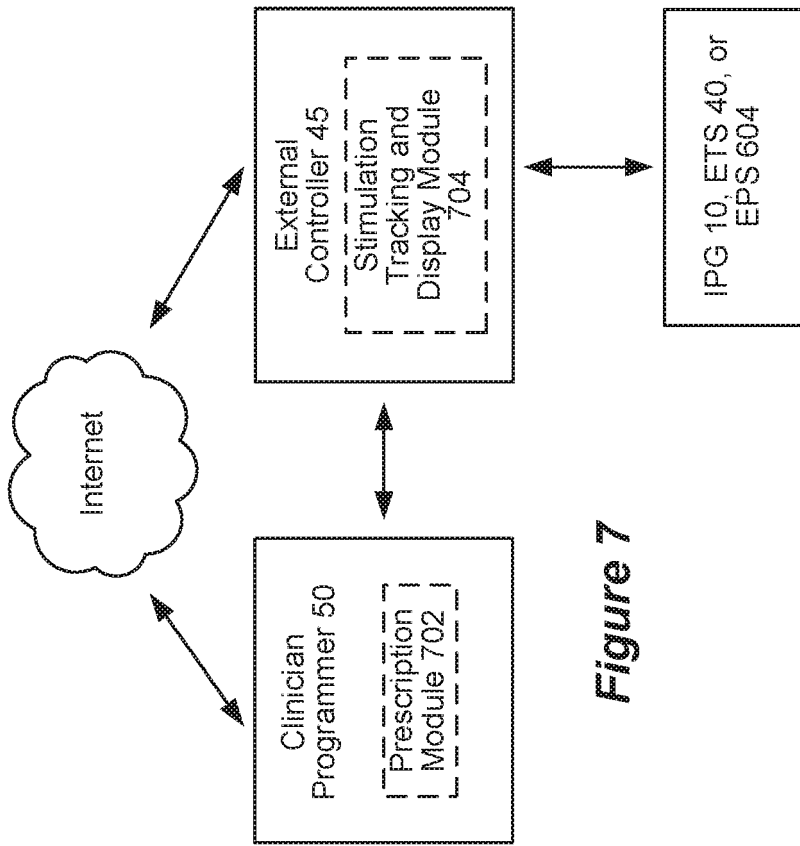 Internet
Clinician
Programmer 50
Prescription
Module 702
External
Controller 45
Stimulation
Tracking and
Display Module
704
IPG 10, ETS 40, or
EPS 604
Figure 7